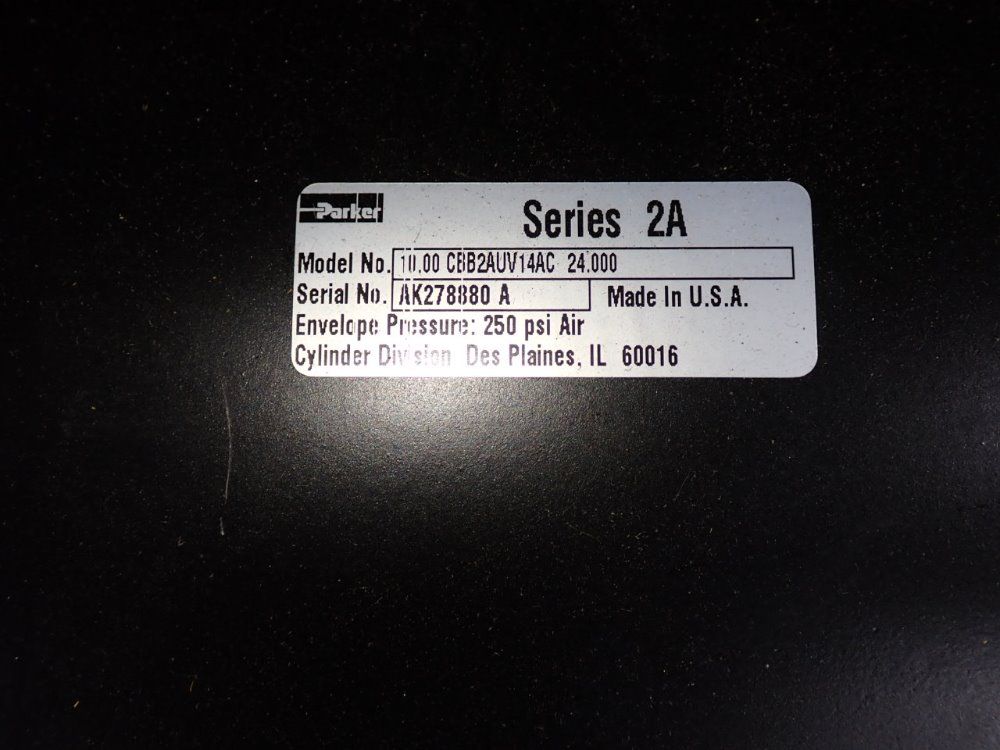 Parker
Series 2A
Model No. 10.00 CBB2AUV14AC 24.000
Serial No. AK278880 A Made In U.S.A.
Envelope Pressure: 250 psi Air
Cylinder Division Des Plaines, IL 60016